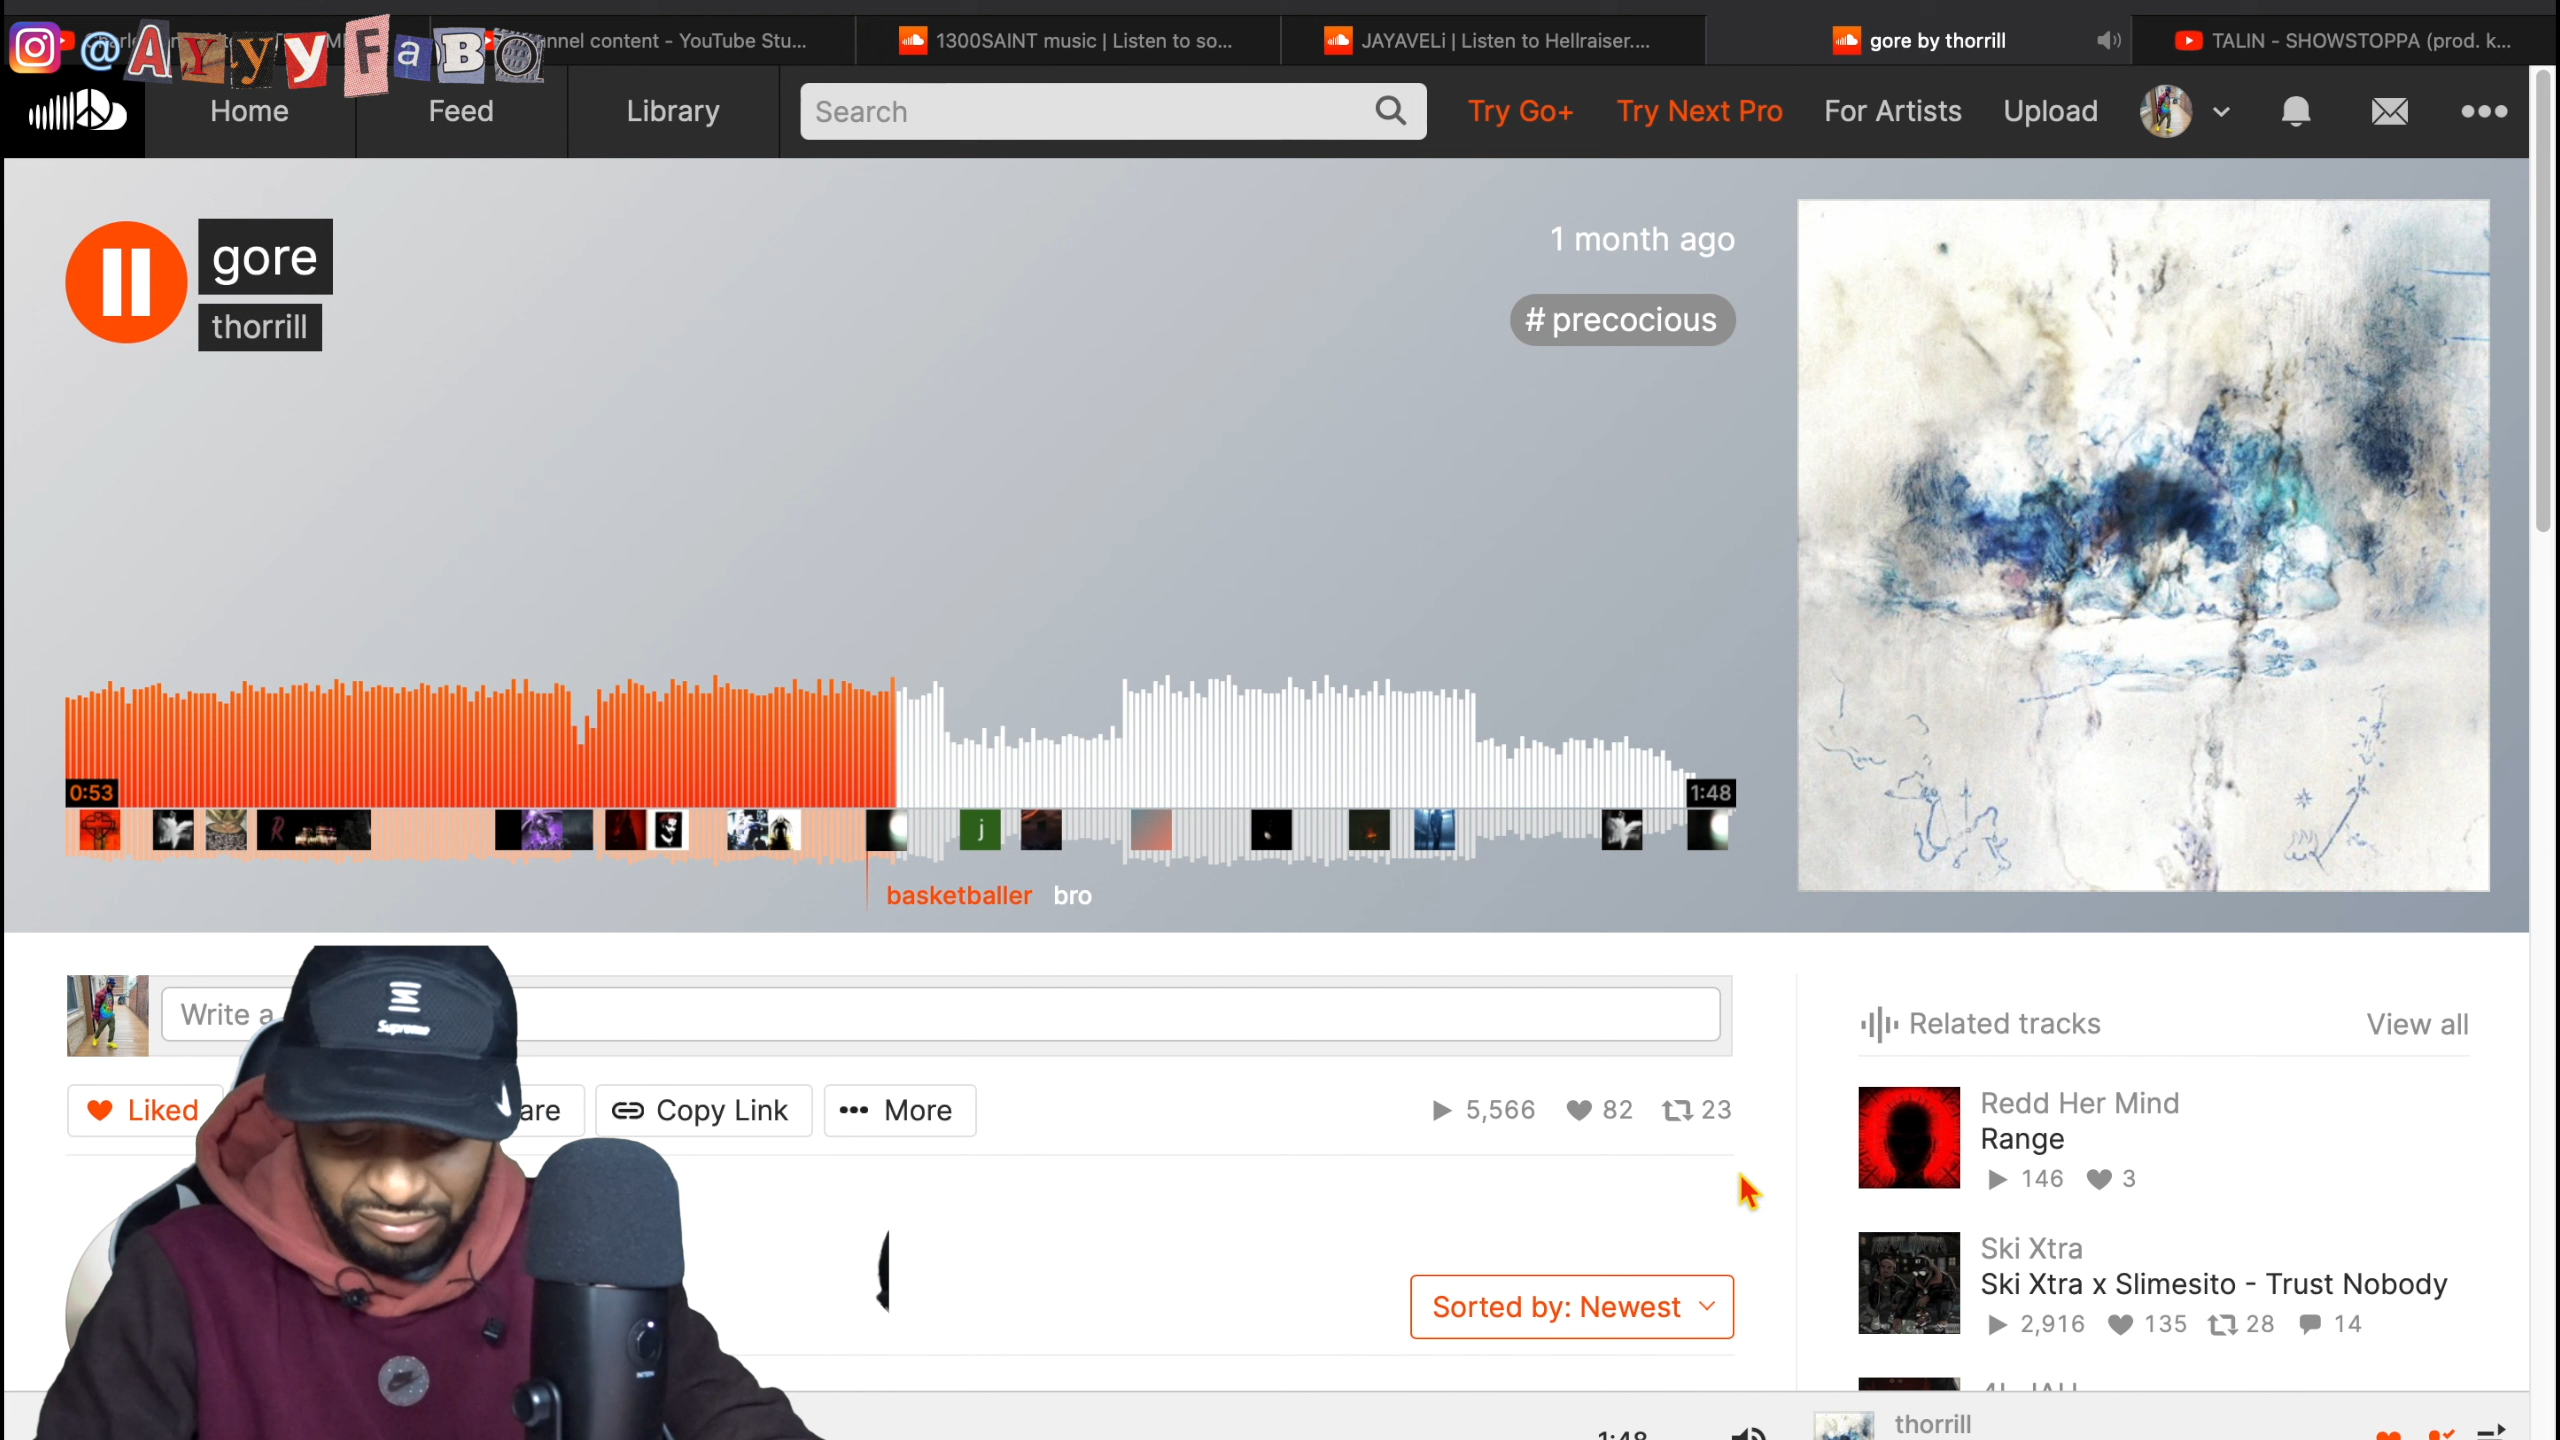 @AyyyFaBO
nnel content - YouTube Stu...
1300SAINT music | Listen to so...
JAYAVELi | Listen to Hellraiser....
gore by thorrill
TALIN - SHOWSTOPPA (prod. k...
Home
Feed
Library
Search
Try Go+
Try Next Pro
For Artists
Upload
gore
thorrill
1 month ago
# precocious
0:53
1:48
R
j
basketballer bro
Write a
Liked
are
Copy Link
More
5,566
82
23
Supreme
Sorted by: Newest
Related tracks
View all
Redd Her Mind
Range
146
3
Ski Xtra
Ski Xtra x Slimesito - Trust Nobody
2,916
135
28
14
1:48
thorrill